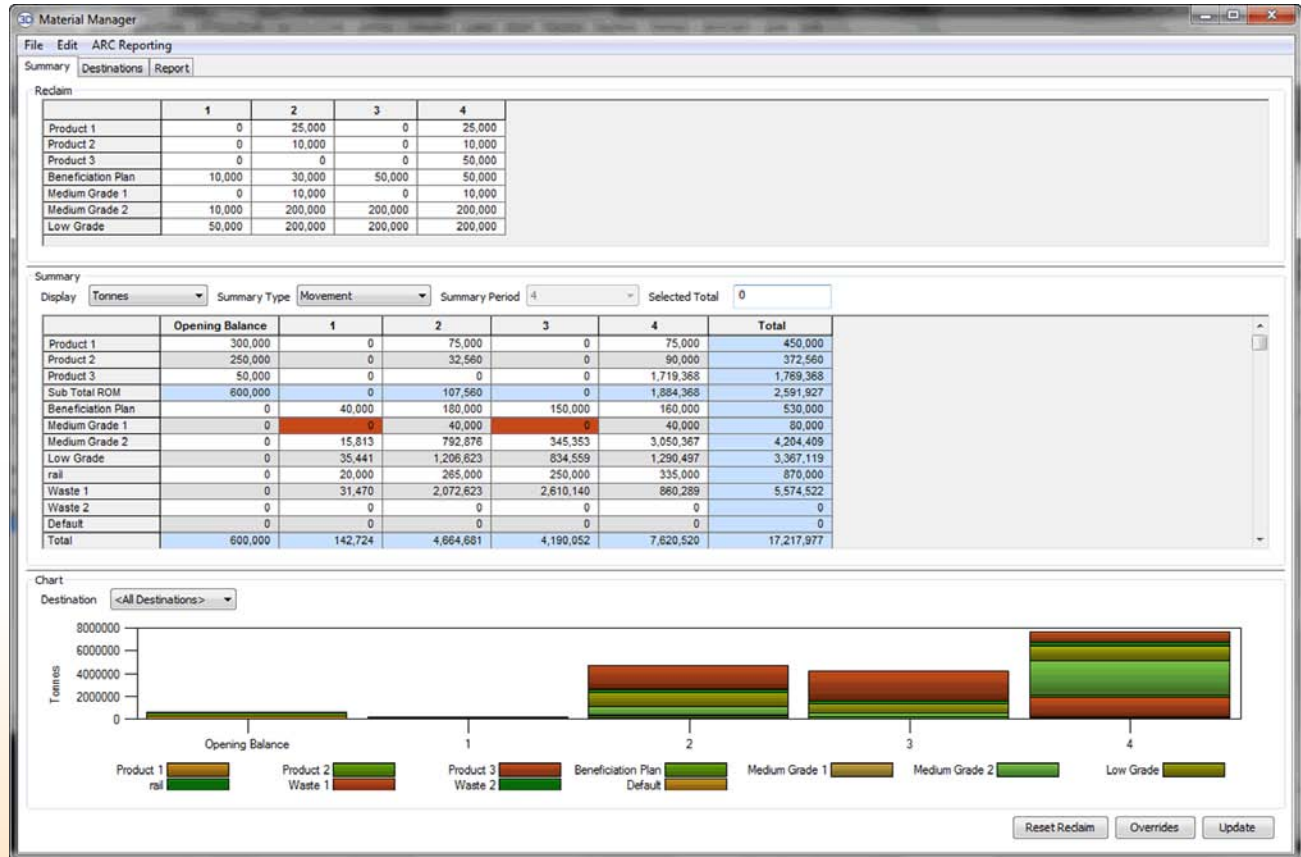 3D Material Manager
File Edit ARC Reporting
Summary Destinations Report
Reclaim
1 2 3 4
Product 1 0 25,000 0 25,000
Product 2 0 10,000 0 10,000
Product 3 0 0 0 50,000
Beneficiation Plan 10,000 30,000 50,000 50,000
Medium Grade 1 0 10,000 0 10,000
Medium Grade 2 10,000 200,000 200,000 200,000
Low Grade 50,000 200,000 200,000 200,000
Summary
Display Tonnes Summary Type Movement Summary Period 4 Selected Total 0
Opening Balance 1 2 3 4 Total
Product 1 300,000 0 75,000 0 75,000 450,000
Product 2 250,000 0 32,560 0 90,000 372,560
Product 3 50,000 0 0 0 1,719,368 1,769,368
Sub Total ROM 600,000 0 107,560 0 1,884,368 2,591,927
Beneficiation Plan 0 40,000 180,000 150,000 160,000 530,000
Medium Grade 1 0 0 40,000 0 40,000 80,000
Medium Grade 2 0 15,813 792,876 345,353 3,050,367 4,204,409
Low Grade 0 35,441 1,206,623 834,559 1,290,497 3,367,119
rail 0 20,000 265,000 250,000 335,000 870,000
Waste 1 0 31,470 2,072,623 2,610,140 860,289 5,574,522
Waste 2 0 0 0 0 0 0
Default 0 0 0 0 0 0
Total 600,000 142,724 4,664,681 4,190,052 7,620,520 17,217,977
Chart
Destination <All Destinations>
8000000
6000000
4000000
2000000
0
Tonnes
Opening Balance 1 2 3 4
Product 1 Product 2 Product 3 Beneficiation Plan Medium Grade 1 Medium Grade 2 Low Grade
rail Waste 1 Waste 2 Default
Reset Reclaim Overrides Update